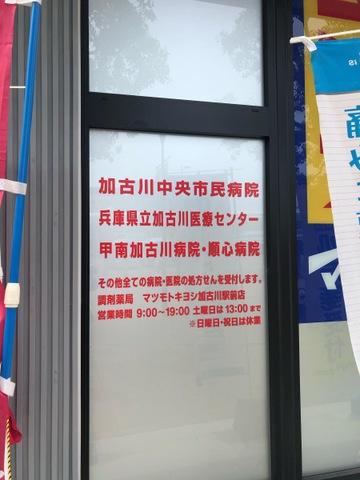 加古川中央市民病院
兵庫県立加古川医療センター
甲南加古川病院・順心病院
その他全ての病院・医院の処方せんを受付します。
調剤薬局 マツモトキヨシ加古川駅前店
営業時間 9:00〜19:00 土曜日は 13:00 まで
※日曜日・祝日は休業